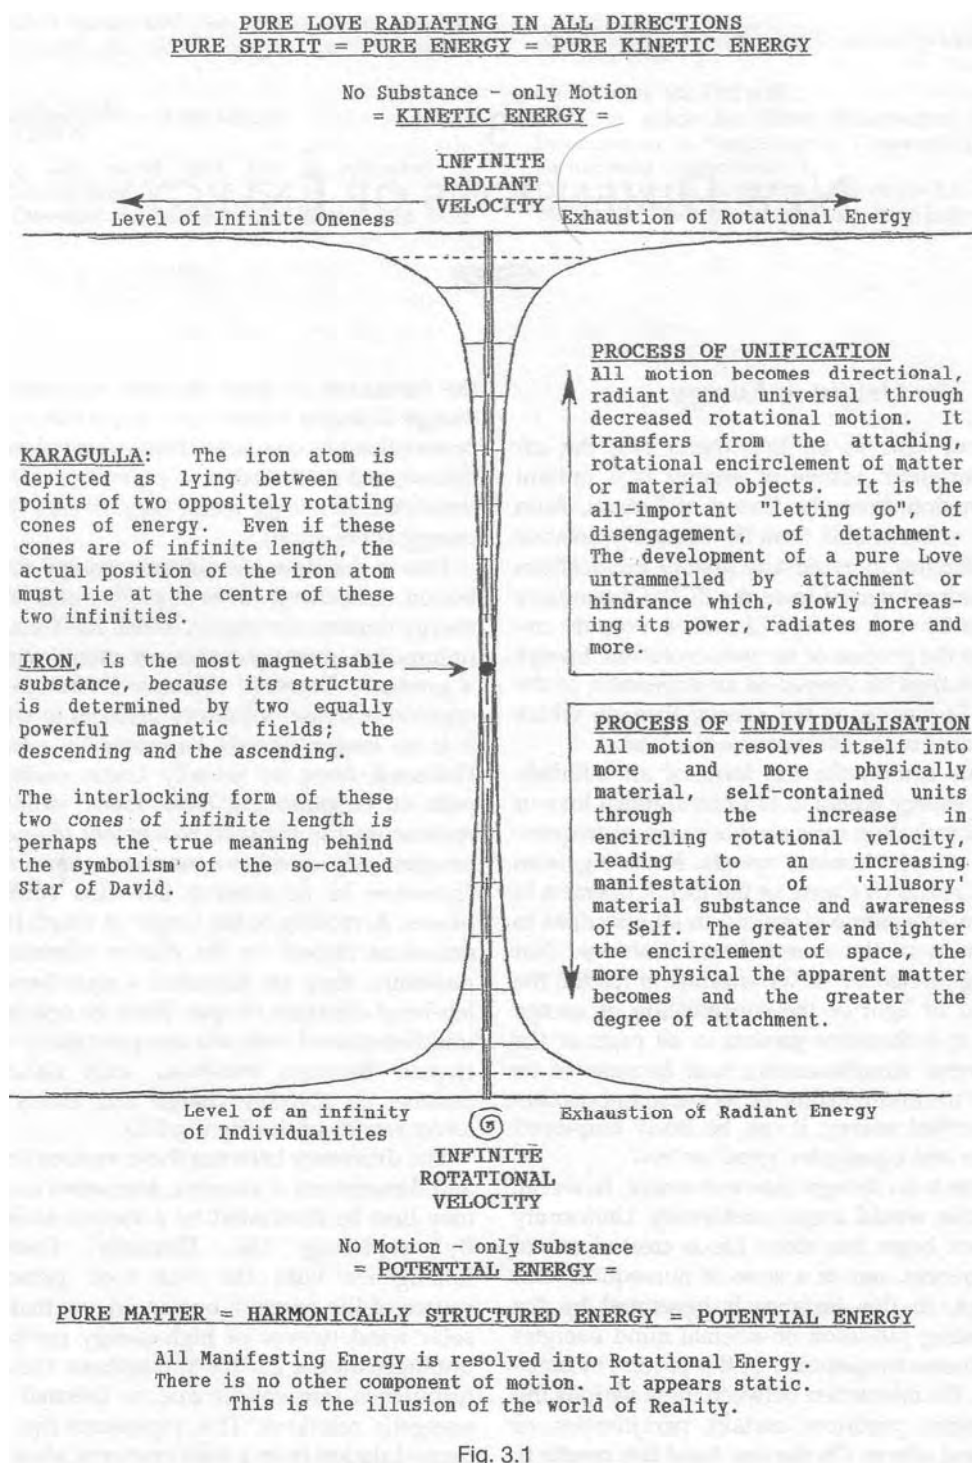 PURE LOVE RADIATING IN ALL DIRECTIONS
PURE SPIRIT = PURE ENERGY = PURE KINETIC ENERGY
No Substance - only Motion
= KINETIC ENERGY =
INFINITE
RADIANT
VELOCITY
Level of Infinite Oneness
Exhaustion of Rotational Energy
KARAGULLA: The iron atom is
depicted as lying between the
points of two oppositely rotating
cones of energy. Even if these
cones are of infinite length, the
actual position of the iron atom
must lie at the centre of these
two infinities.
IRON, is the most magnetisable
substance, because its structure
is determined by two equally
powerful magnetic fields; the
descending and the ascending.
The interlocking form of these
two cones of infinite length is
perhaps the true meaning behind
the symbolism of the so-called
Star of David.
PROCESS OF UNIFICATION
All motion becomes directional,
radiant and universal through
decreased rotational motion. It
transfers from the attaching,
rotational encirclement of matter
or material objects. It is the
all-important "letting go", of
disengagement, of detachment.
The development of a pure Love
untrammelled by attachment or
hindrance which, slowly increas-
ing its power, radiates more and
more.
PROCESS OF INDIVIDUALISATION
All motion resolves itself into
more and more physically
material, self-contained units
through the increase in
encircling rotational velocity,
leading to an increasing
manifestation of 'illusory'
material substance and awareness
of Self. The greater and tighter
the encirclement of space, the
more physical the apparent matter
becomes and the greater the
degree of attachment.
Level of an infinity
of Individualities
Exhaustion of Radiant Energy
INFINITE
ROTATIONAL
VELOCITY
No Motion - only Substance
= POTENTIAL ENERGY =
PURE MATTER = HARMONICALLY STRUCTURED ENERGY = POTENTIAL ENERGY
All Manifesting Energy is resolved into Rotational Energy.
There is no other component of motion. It appears static.
This is the illusion of the world of Reality.
Fig. 3.1